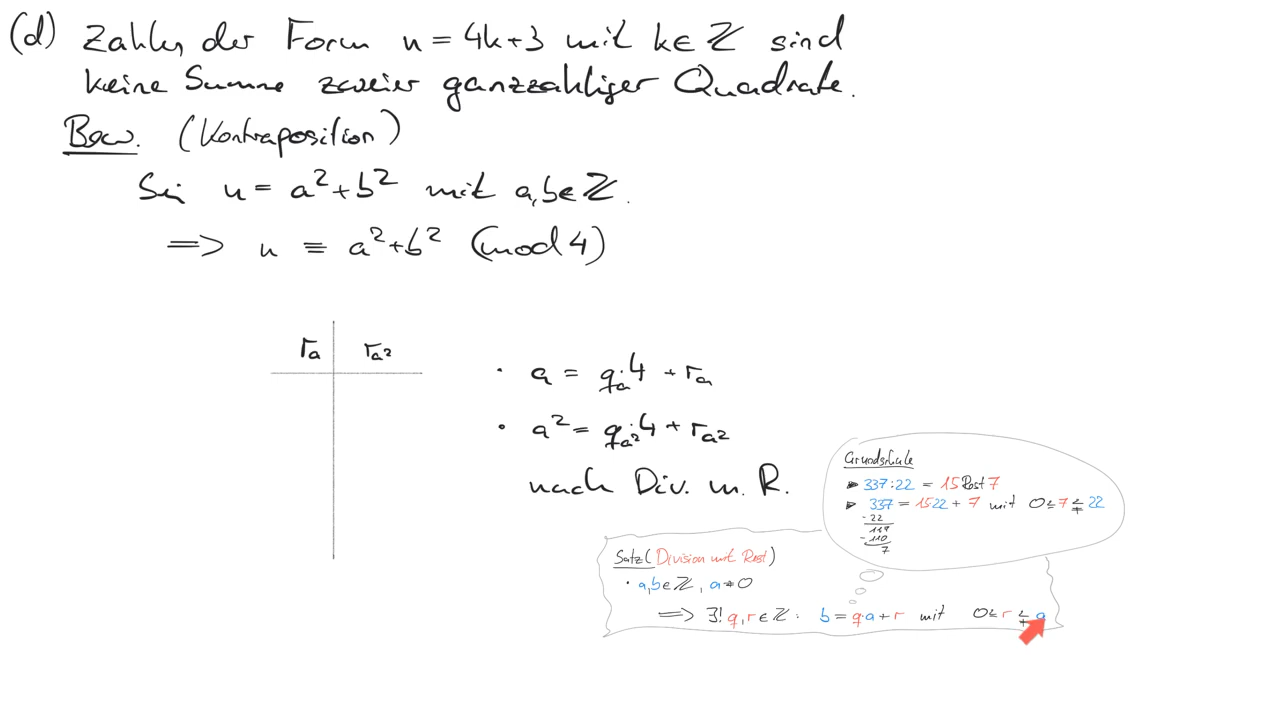 (d) Zahlen der Form n = 4k+3 mit k∈ℤ sind
keine Summe zweier ganzzahliger Quadrate.
Bew. (Kontraposition)
Sei n = a²+b² mit a,b∈ℤ.
⟹ n ≡ a²+b² (mod 4)
r_a r_a²
· a = q_a·4 + r_a
· a² = q_a²·4 + r_a²
nach Div. m. R.
Grundschule
▸ 337:22 = 15 Rest 7
▸ 337 = 15·22 + 7 mit 0≤7≨22
-22
119
-110
7
Satz (Division mit Rest)
· a,b∈ℤ, a≠0
⟹ ∃! q,r∈ℤ: b = q·a+r mit 0≤r≨a